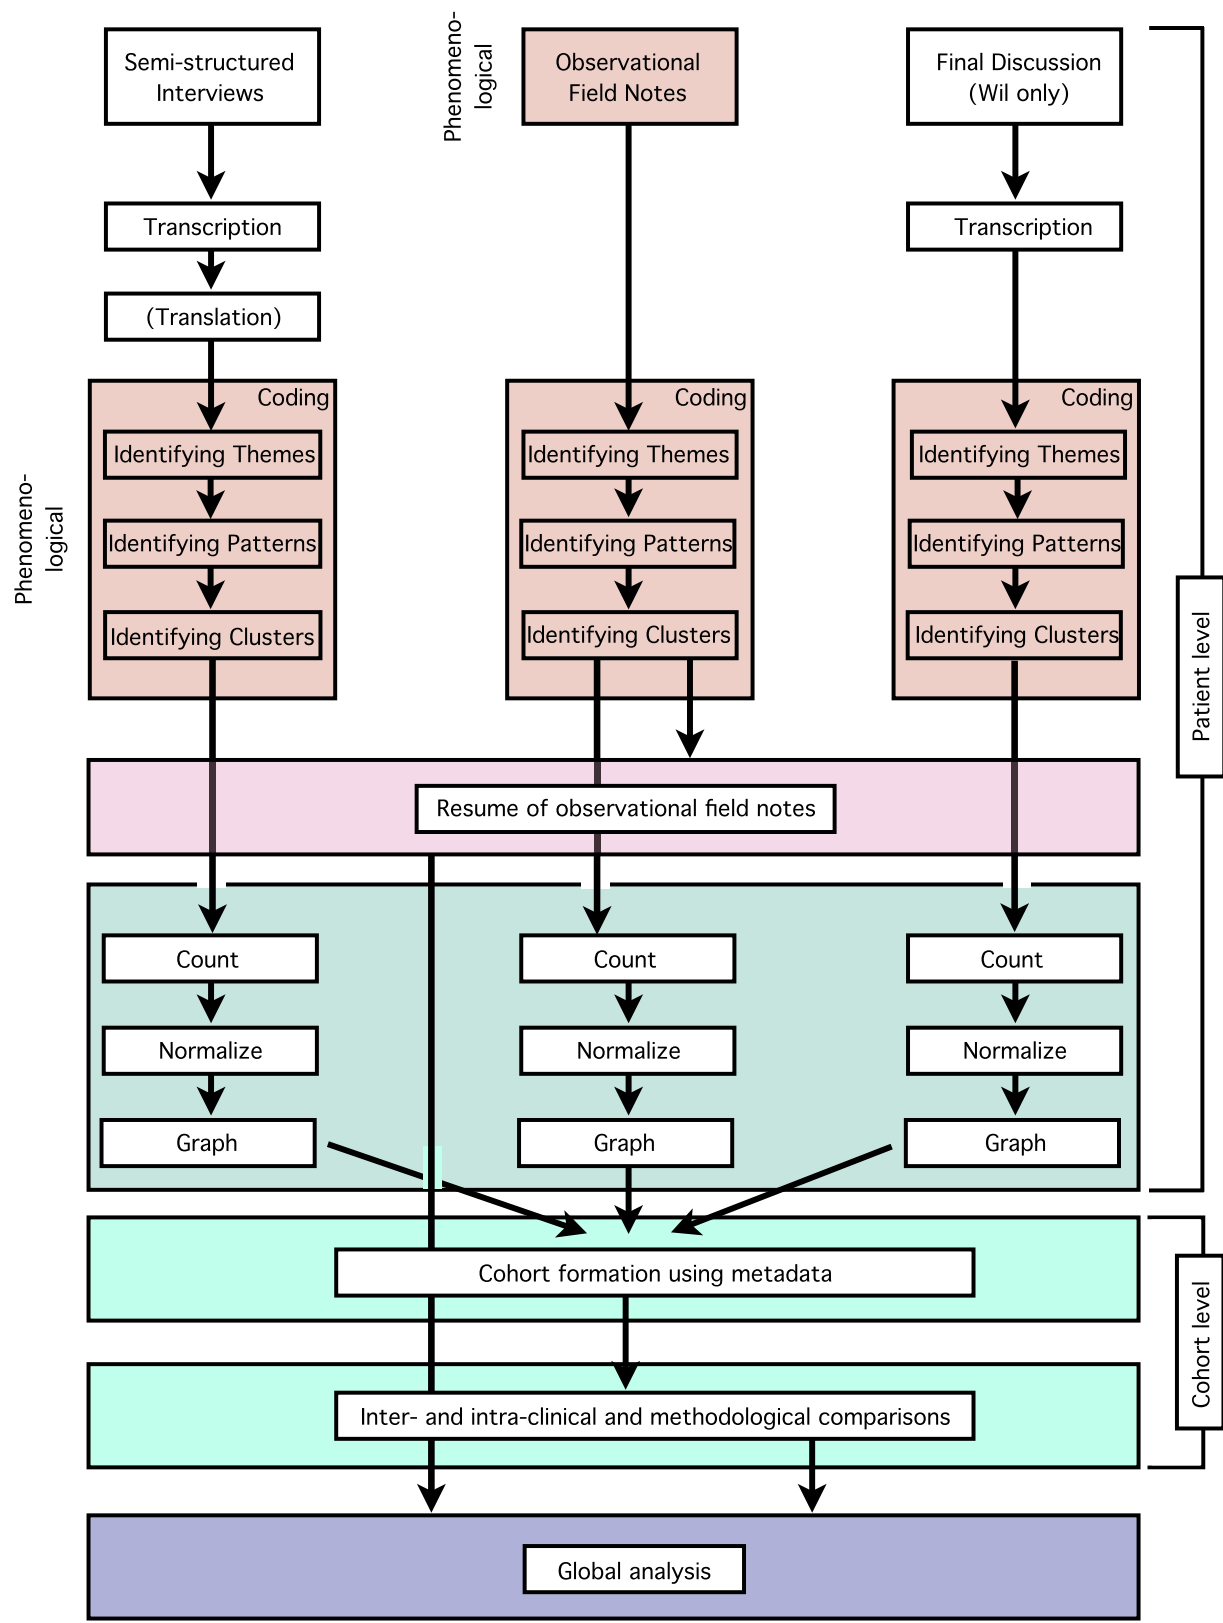 Semi-structured
Interviews
Phenomeno-
logical
Observational
Field Notes
Final Discussion
(Wil only)
Transcription
Transcription
(Translation)
Phenomeno-
logical
Coding
Identifying Themes
Identifying Patterns
Identifying Clusters
Coding
Identifying Themes
Identifying Patterns
Identifying Clusters
Coding
Identifying Themes
Identifying Patterns
Identifying Clusters
Patient level
Resume of observational field notes
Count
Normalize
Graph
Count
Normalize
Graph
Count
Normalize
Graph
Cohort formation using metadata
Cohort level
Inter- and intra-clinical and methodological comparisons
Global analysis